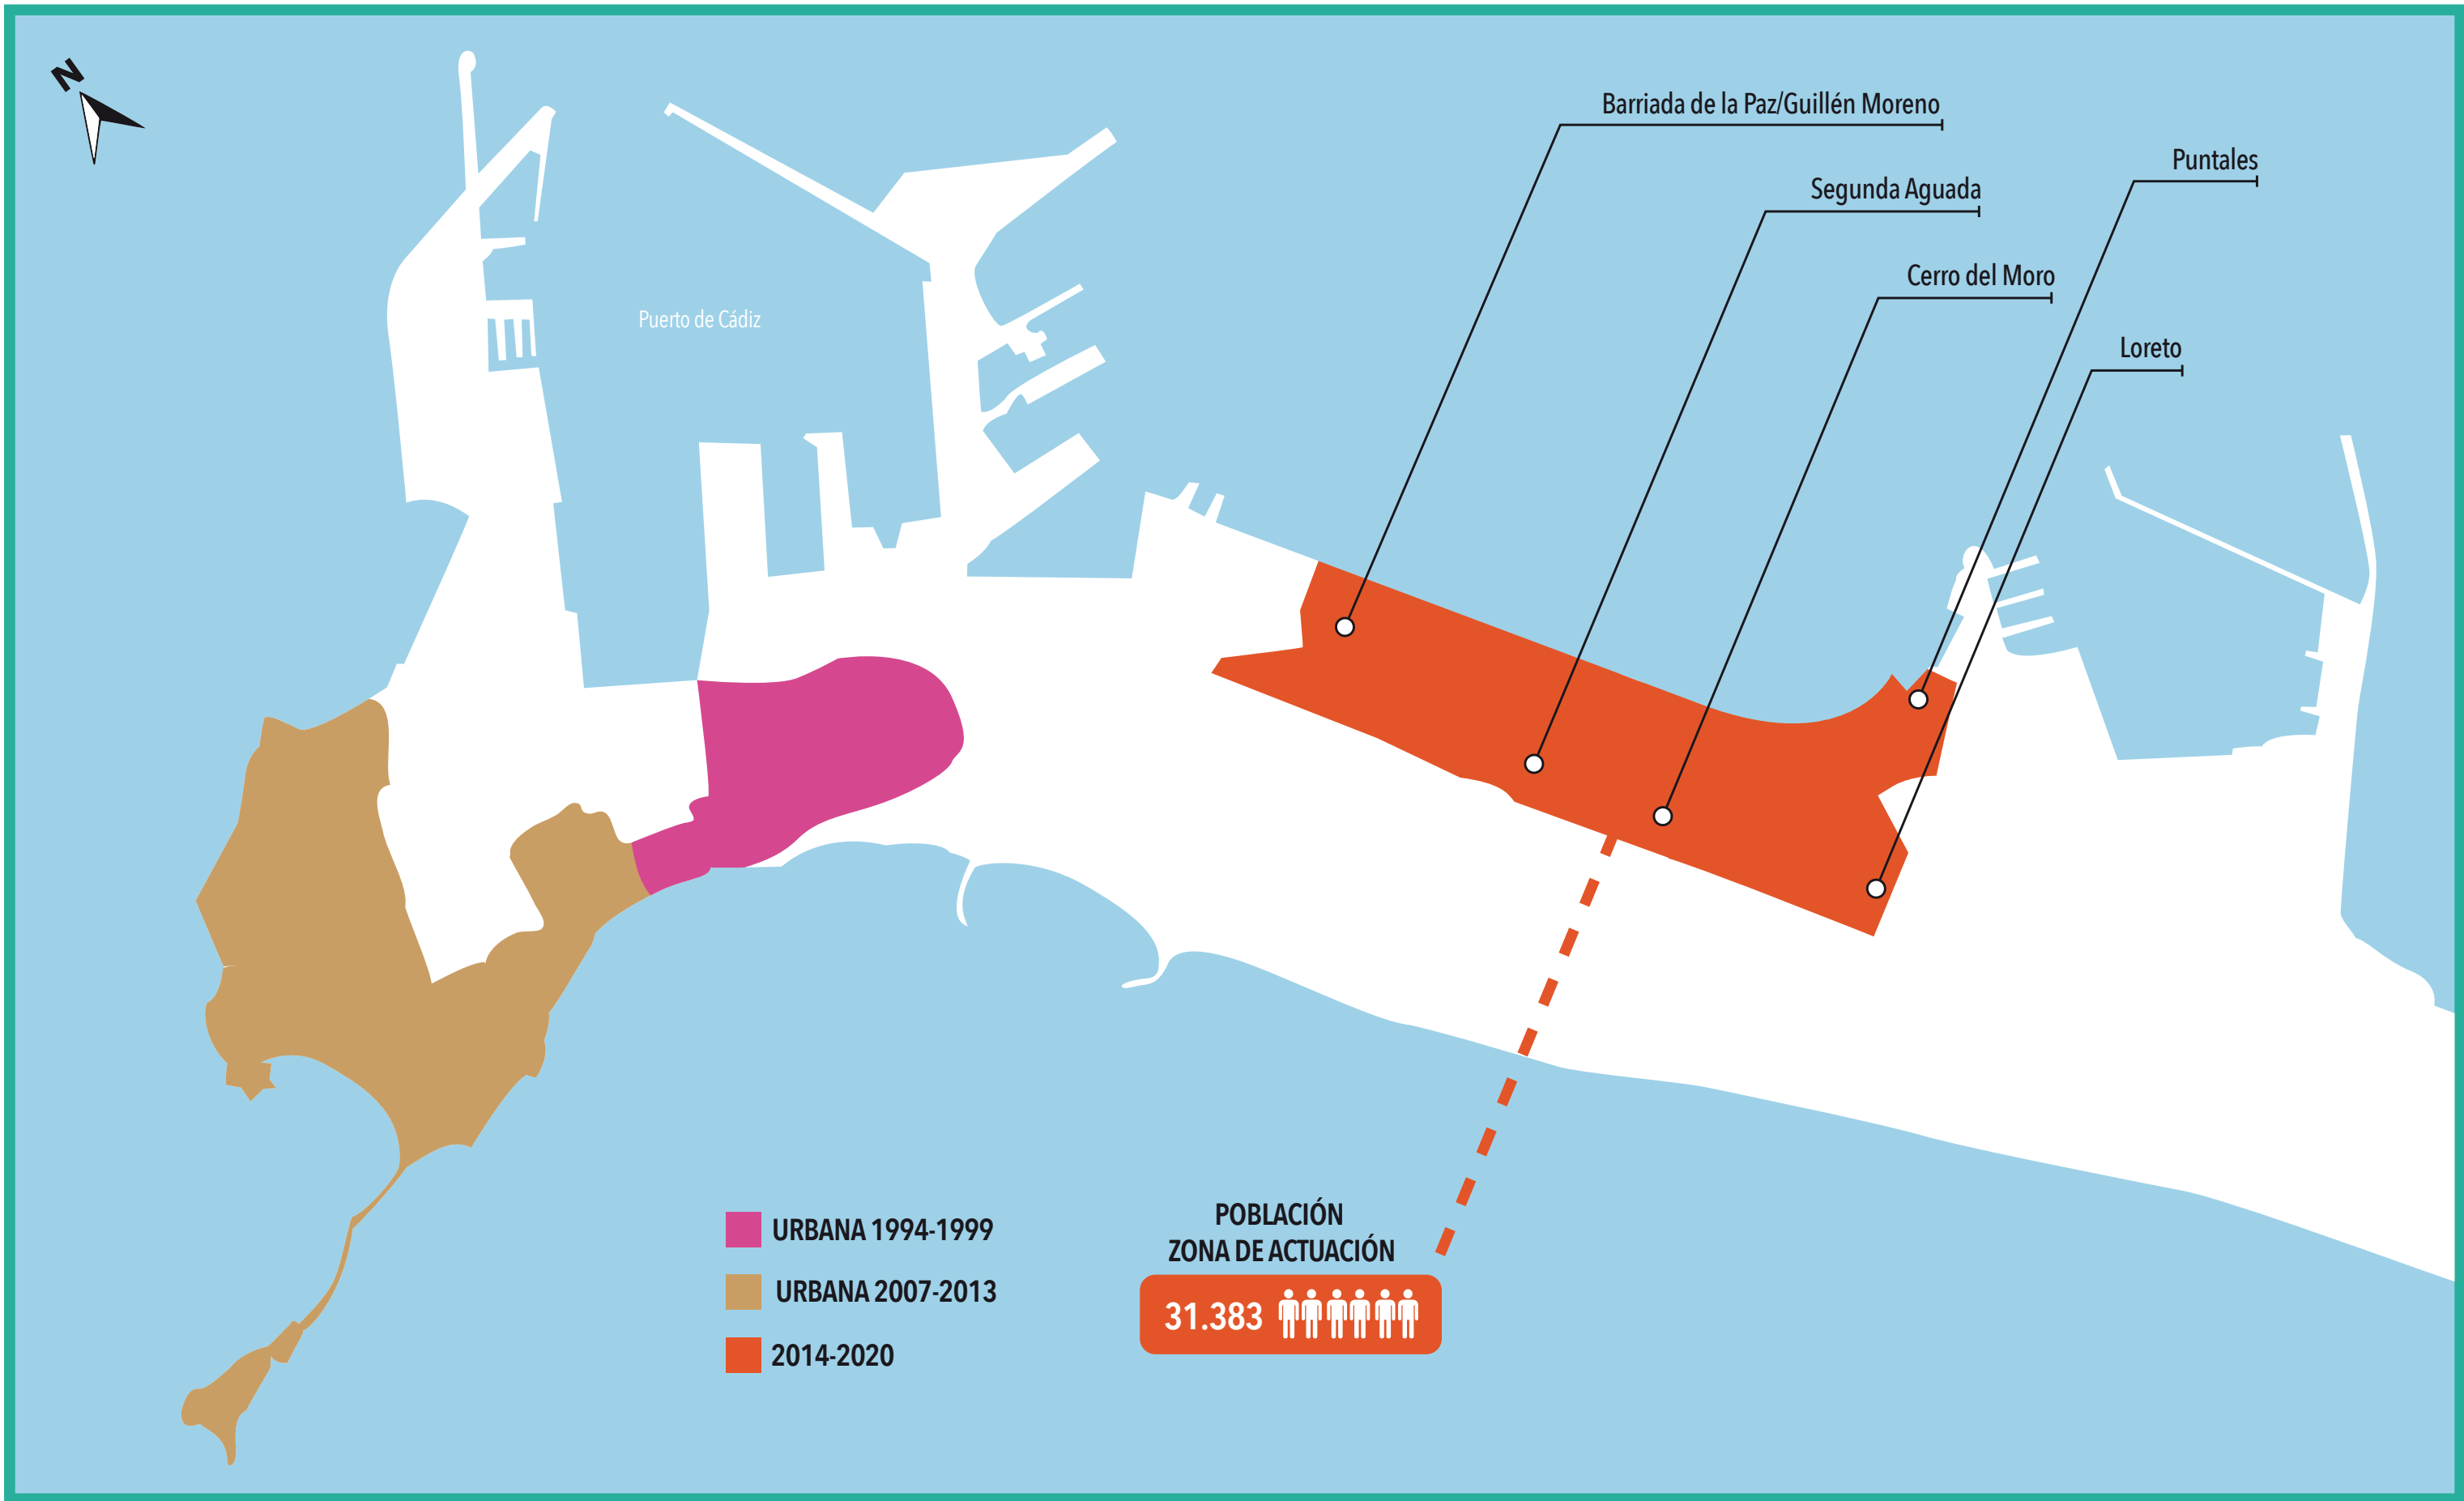 N
Barriada de la Paz/Guillén Moreno
Puntales
Segunda Aguada
Cerro del Moro
Puerto de Cádiz
Loreto
URBANA 1994-1999
URBANA 2007-2013
2014-2020
POBLACIÓN
ZONA DE ACTUACIÓN
31.383